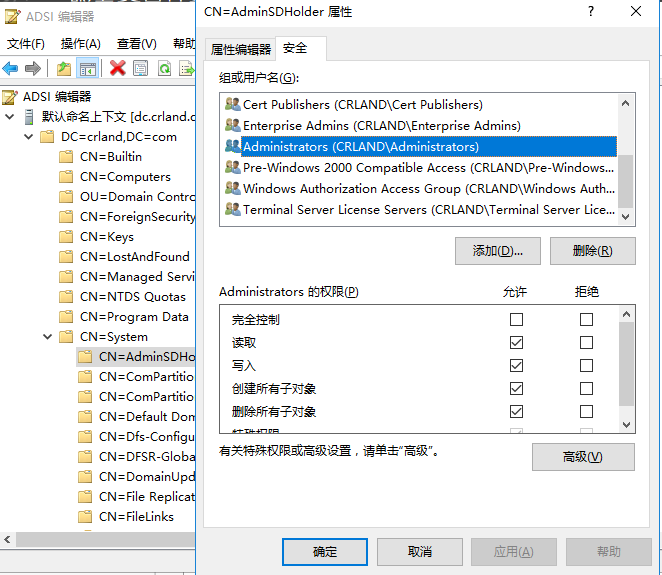 ADSI 编辑器
文件(F) 操作(A) 查看(V) 帮助
ADSI 编辑器
默认命名上下文 [dc.crland.c
DC=crland,DC=com
CN=Builtin
CN=Computers
OU=Domain Contro
CN=ForeignSecurity
CN=Keys
CN=LostAndFound
CN=Managed Servi
CN=NTDS Quotas
CN=Program Data
CN=System
CN=AdminSDHo
CN=ComPartition
CN=ComPartition
CN=Default Dom
CN=Dfs-Configu
CN=DFSR-Global
CN=DomainUpd
CN=File Replicat
CN=FileLinks
CN=AdminSDHolder 属性
?
属性编辑器 安全
组或用户名(G):
Cert Publishers (CRLAND\Cert Publishers)
Enterprise Admins (CRLAND\Enterprise Admins)
Administrators (CRLAND\Administrators)
Pre-Windows 2000 Compatible Access (CRLAND\Pre-Windows...
Windows Authorization Access Group (CRLAND\Windows Auth...
Terminal Server License Servers (CRLAND\Terminal Server Lice...
添加(D)... 删除(R)
Administrators 的权限(P) 允许 拒绝
完全控制
读取
写入
创建所有子对象
删除所有子对象
特殊权限
有关特殊权限或高级设置，请单击“高级”。
高级(V)
确定 取消 应用(A) 帮助